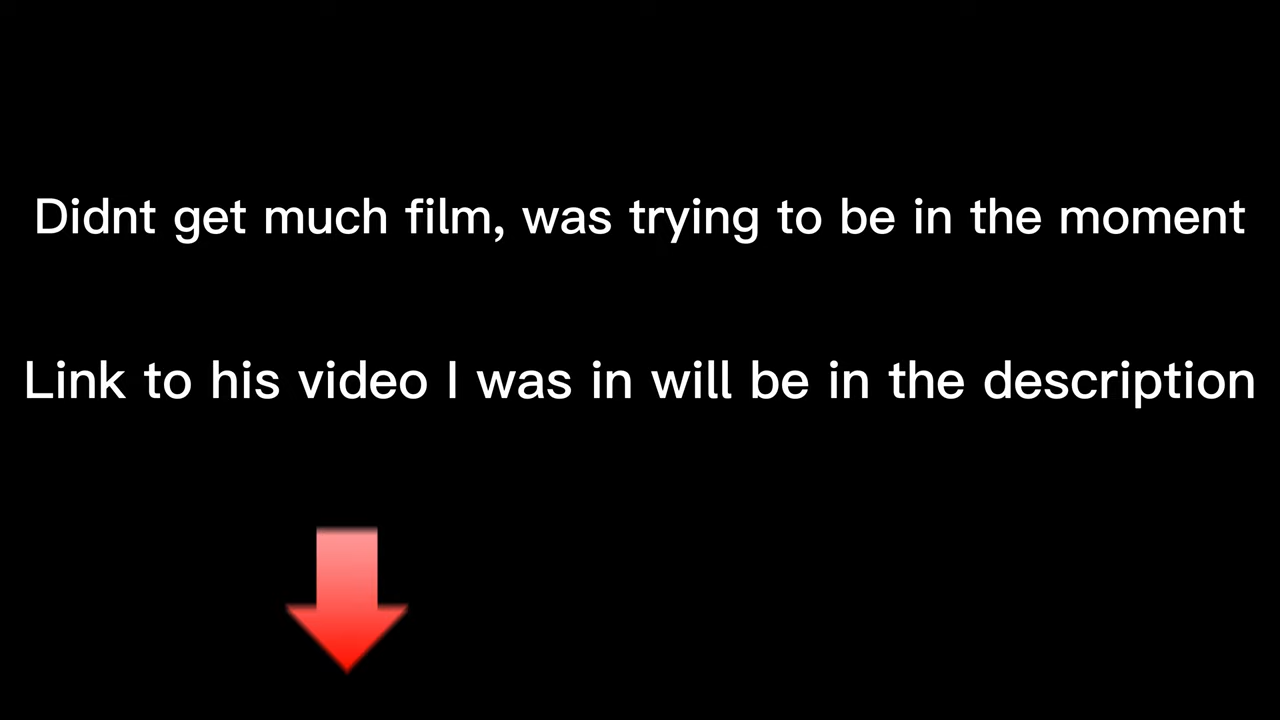 Didnt get much film, was trying to be in the moment
Link to his video I was in will be in the description